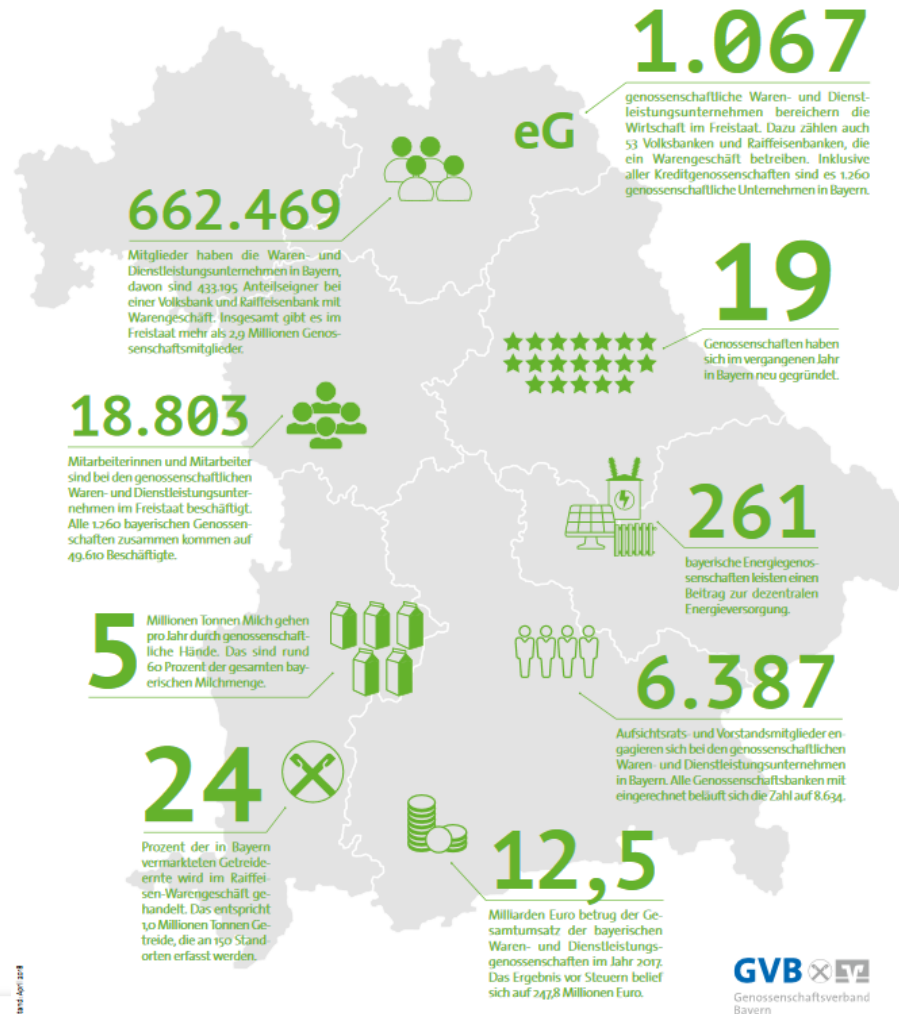 1.067
genossenschaftliche Waren- und Dienst-
leistungsunternehmen bereichern die
Wirtschaft im Freistaat. Dazu zählen auch
53 Volksbanken und Raiffeisenbanken, die
ein Warengeschäft betreiben. Inklusive
aller Kreditgenossenschaften sind es 1.260
genossenschaftliche Unternehmen in Bayern.
eG
662.469
Mitglieder haben die Waren- und
Dienstleistungsunternehmen in Bayern,
davon sind 433.195 Anteilseigner bei
einer Volksbank und Raiffeisenbank mit
Warengeschäft. Insgesamt gibt es im
Freistaat mehr als 2,9 Millionen Genos-
senschaftsmitglieder.
19
Genossenschaften haben
sich im vergangenen Jahr
in Bayern neu gegründet.
18.803
Mitarbeiterinnen und Mitarbeiter
sind bei den genossenschaftlichen
Waren- und Dienstleistungsunter-
nehmen im Freistaat beschäftigt.
Alle 1.260 bayerischen Genossen-
schaften zusammen kommen auf
49.610 Beschäftigte.
261
bayerische Energiegenos-
senschaften leisten einen
Beitrag zur dezentralen
Energieversorgung.
5
Millionen Tonnen Milch gehen
pro Jahr durch genossenschaft-
liche Hände. Das sind rund
60 Prozent der gesamten bay-
erischen Milchmenge.
6.387
Aufsichtsrats- und Vorstandsmitglieder en-
gagieren sich bei den genossenschaftlichen
Waren- und Dienstleistungsunternehmen
in Bayern. Alle Genossenschaftsbanken mit
eingerechnet beläuft sich die Zahl auf 8.634.
24
Prozent der in Bayern
vermarkteten Getreide-
ernte wird im Raiffei-
sen-Warengeschäft ge-
handelt. Das entspricht
1,0 Millionen Tonnen Ge-
treide, die an 150 Stand-
orten erfasst werden.
12,5
Milliarden Euro betrug der Ge-
samtumsatz der bayerischen
Waren- und Dienstleistungs-
genossenschaften im Jahr 2017.
Das Ergebnis vor Steuern belief
sich auf 247,8 Millionen Euro.
GVB
Genossenschaftsverband
Bayern
tand: April 2018